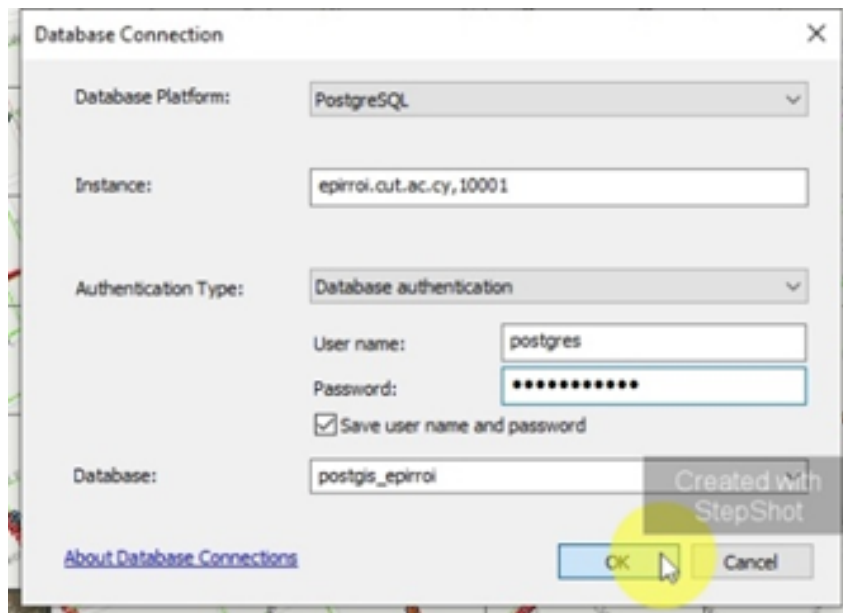 Database Connection
Database Platform:
PostgreSQL
Instance:
epirroi.cut.ac.cy,10001
Authentication Type:
Database authentication
User name:
postgres
Password:
•••••••••••
Save user name and password
Database:
postgis_epirroi
Created with
StepShot
About Database Connections
OK
Cancel